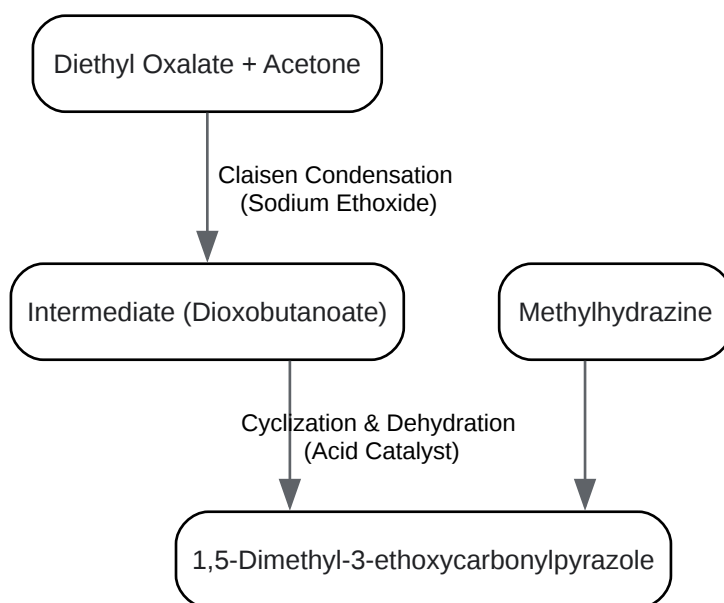 Diethyl Oxalate + Acetone
Claisen Condensation
(Sodium Ethoxide)
Intermediate (Dioxobutanoate)
Methylhydrazine
Cyclization & Dehydration
(Acid Catalyst)
1,5-Dimethyl-3-ethoxycarbonylpyrazole